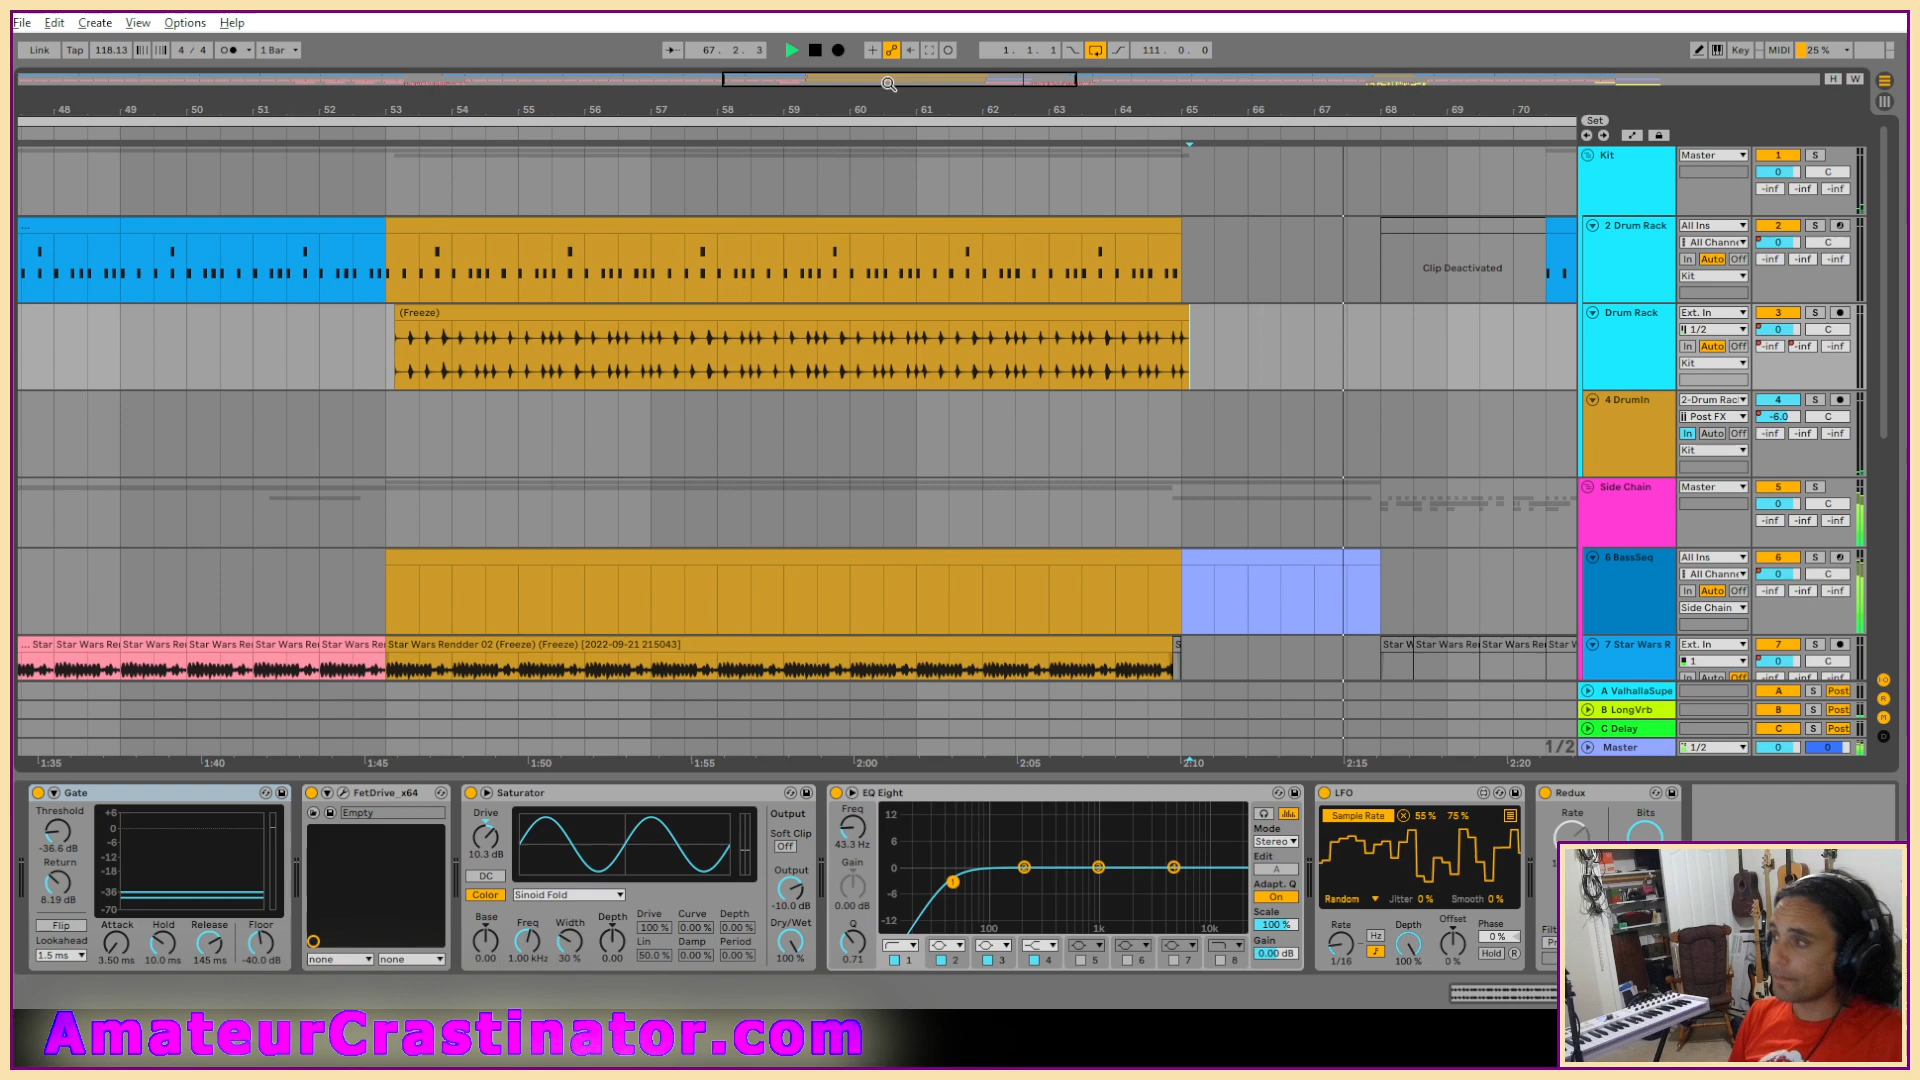 File Edit Create View Options Help
Link Tap 118.13 4 / 4 1 Bar 67. 2. 3 1. 1. 1 111. 0. 0 Key MIDI 25 %
H W
48 49 50 51 52 53 54 55 56 57 58 59 60 61 62 63 64 65 66 67 68 69 70
Set
Kit Master 1 S
0 C
-inf -inf -inf
... 2 Drum Rack All Ins 2 S
All Channe 0 C
Clip Deactivated In Auto Off -inf -inf -inf
Kit
(Freeze) Drum Rack Ext. In 3 S
1/2 0 C
In Auto Off -inf -inf -inf
Kit
4 DrumIn 2-Drum Rac 4 S
Post FX -6.0 C
In Auto Off -inf -inf -inf
Kit
Side Chain Master 5 S
0 C
-inf -inf -inf
6 BassSeq All Ins 6 S
All Channe 0 C
In Auto Off -inf -inf -inf
Side Chain
... Star Star Wars Rei Star Wars Rei Star Wars Rei Star Wars Rei Star Wars Rei Star Wars Rendder 02 (Freeze) (Freeze) [2022-09-21 215043] S Star W Star Wars Rei Star Wars Rei Star W 7 Star Wars R Ext. In 7 S
1 0 C
In Auto Off -inf -inf -inf
A ValhallaSupe A S Post
B LongVrb B S Post
C Delay C S Post
1/2 Master 1/2 0 0
1:35 1:40 1:45 1:50 1:55 2:00 2:05 2:10 2:15 2:20
Gate
Threshold
-36.6 dB
Return
8.19 dB
Flip
Lookahead
1.5 ms
+6
0
-6
-12
-18
-36
-70
Attack Hold Release Floor
3.50 ms 10.0 ms 145 ms -40.0 dB
FetDrive_x64
Empty
none none
Saturator
Drive
10.3 dB
DC
Color Sinoid Fold
Output
Soft Clip
Off
Output
-10.0 dB
Dry/Wet
100 %
Base Freq Width Depth Drive Curve Depth
100 % 0.00 % 0.00 %
Lin Damp Period
0.00 1.00 kHz 30 % 0.00 50.0 % 0.00 % 0.00 %
EQ Eight
Freq
43.3 Hz
Gain
0.00 dB
Q
0.71
12
6
0
-6
-12
100 1k 10k
1 2 3 4 5 6 7 8
Mode
Stereo
Edit
A
Adapt. Q
On
Scale
100 %
Gain
0.00 dB
LFO
Sample Rate 55 % 75 %
Random Jitter 0 % Smooth 0 %
Rate Depth Offset Phase
Hz 0 %
1/16 100 % 0 % Hold R
Redux
Rate Bits
AmateurCrastinator.com